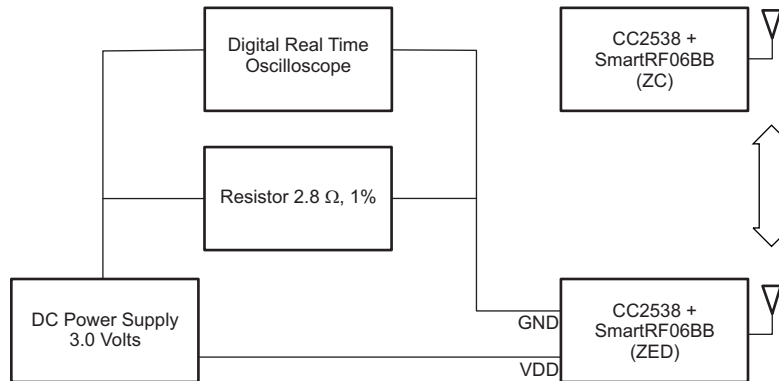 Digital Real Time
Oscilloscope
CC2538 +
SmartRF06BB
(ZC)
Resistor 2.8 Ω, 1%
DC Power Supply
3.0 Volts
GND
VDD
CC2538 +
SmartRF06BB
(ZED)